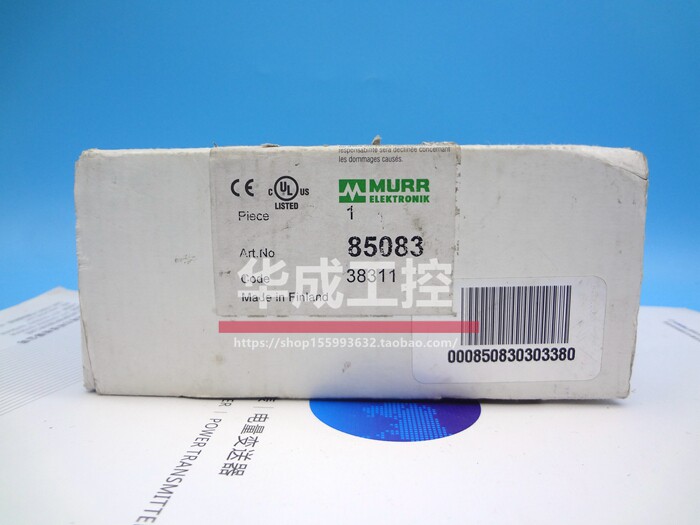 responsabilité sera déclinée concernant
les dommages causés.
CE
C UL US
LISTED
MURR
ELEKTRONIK
Piece 1
Art.No 85083
Code 38311
Made in Finland
华成工控
https://shop155993632.taobao.com/
000850830303380
电量变送器
POWER TRANSMITTE